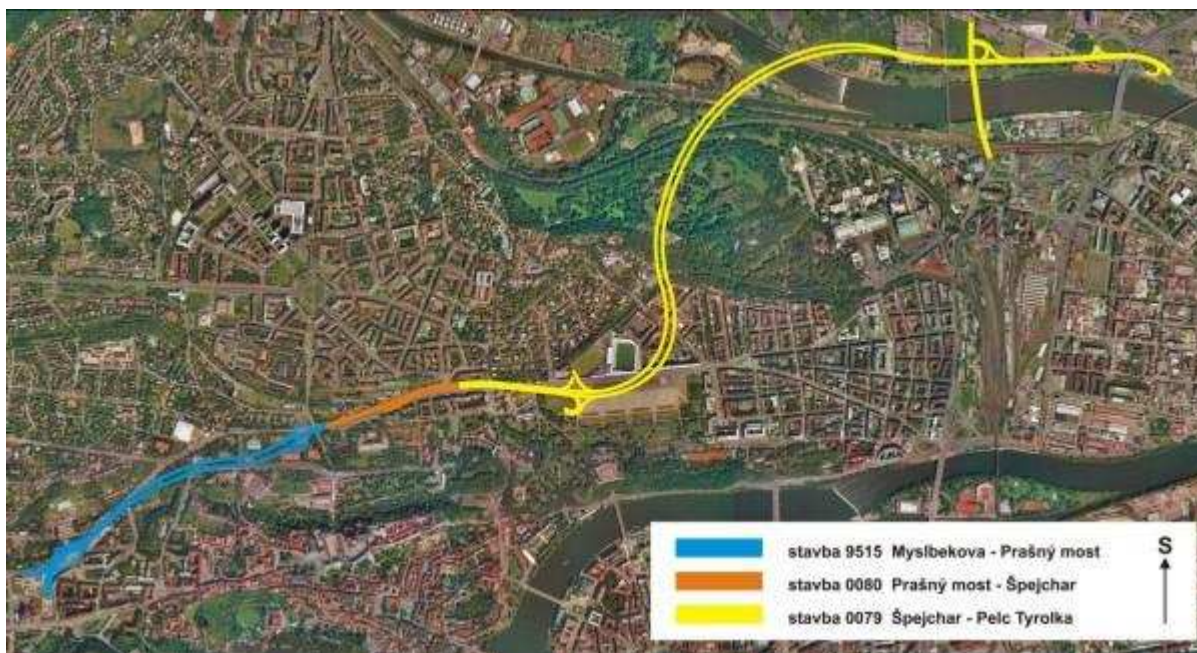 stavba 9515 Myslbekova - Prašný most
stavba 0080 Prašný most - Špejchar
stavba 0079 Špejchar - Pelc Tyrolka
S